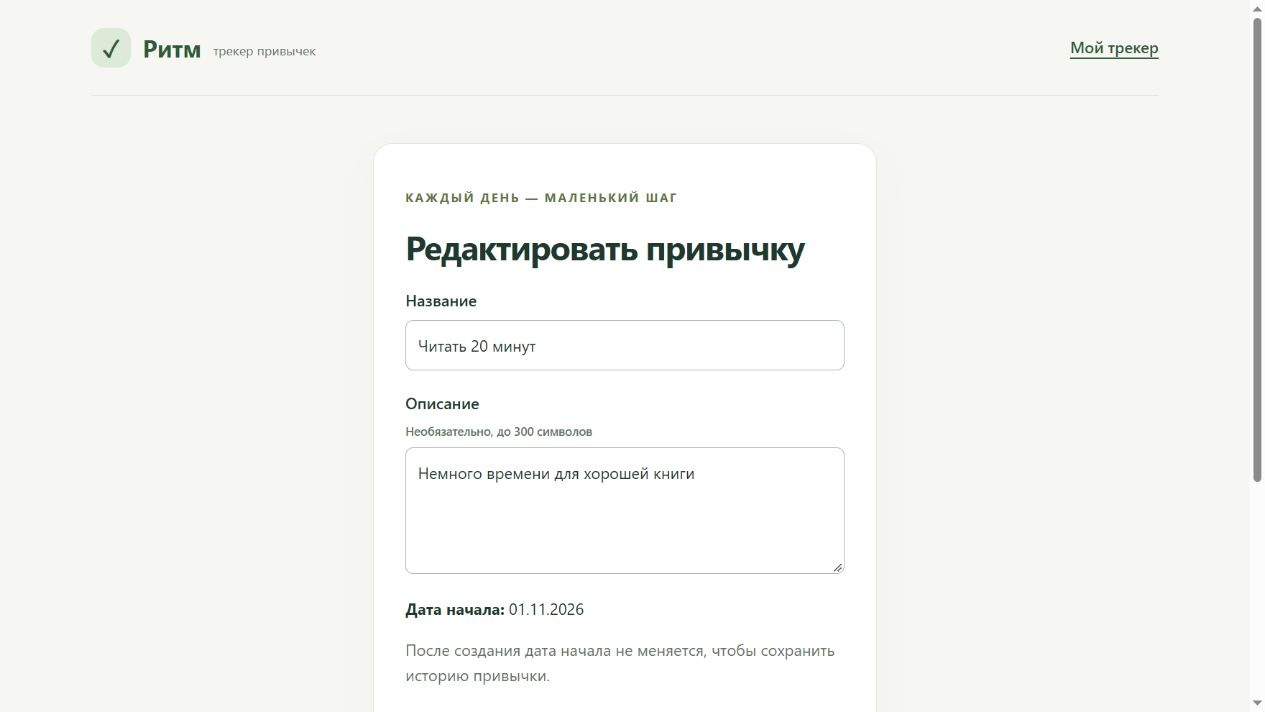 ✓ Ритм трекер привычек
Мой трекер
КАЖДЫЙ ДЕНЬ — МАЛЕНЬКИЙ ШАГ
Редактировать привычку
Название
Читать 20 минут
Описание
Необязательно, до 300 символов
Немного времени для хорошей книги
Дата начала: 01.11.2026
После создания дата начала не меняется, чтобы сохранить
историю привычки.